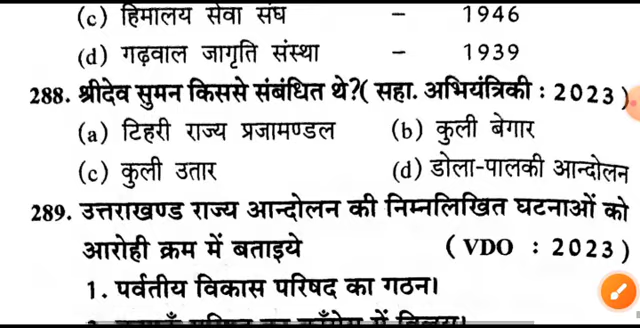 (c) हिमालय सेवा संघ – 1946
(d) गढ़वाल जागृति संस्था – 1939
288. श्रीदेव सुमन किससे संबंधित थे?( सहा. अभियंत्रिकी : 2023)
(a) टिहरी राज्य प्रजामण्डल (b) कुली बेगार
(c) कुली उतार (d) डोला-पालकी आन्दोलन
289. उत्तराखण्ड राज्य आन्दोलन की निम्नलिखित घटनाओं को
आरोही क्रम में बताइये ( VDO : 2023)
1. पर्वतीय विकास परिषद का गठन।